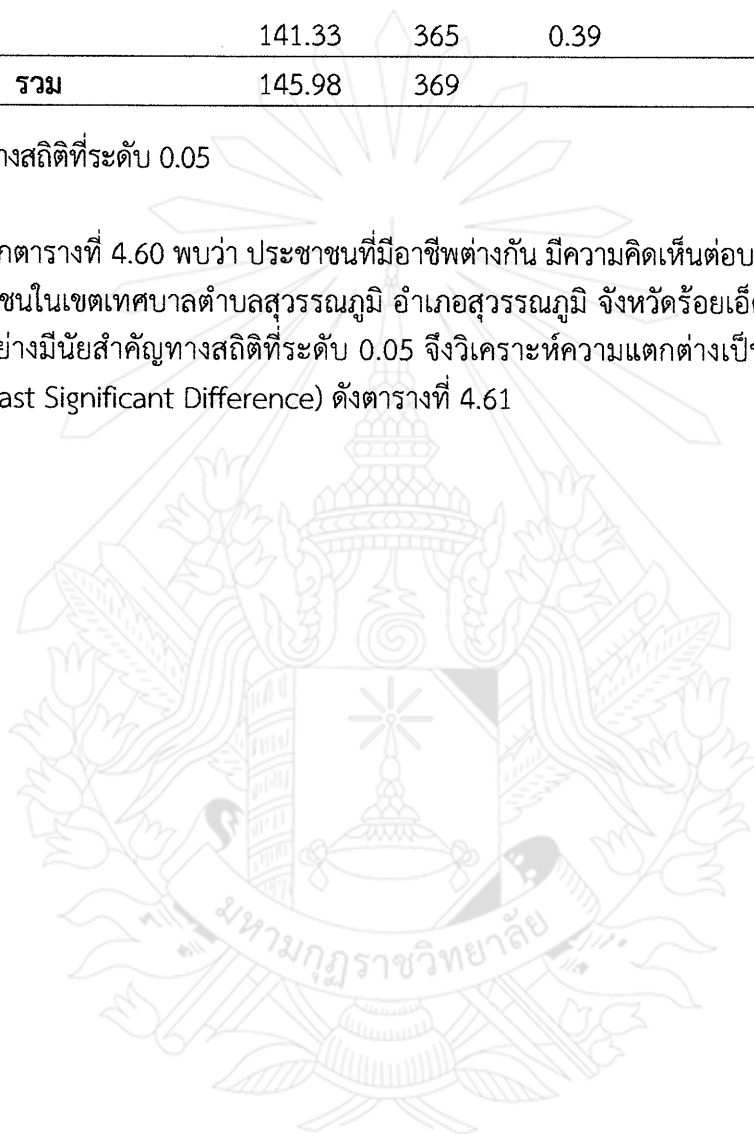 141.33 365 0.39
รวม 145.98 369
างสถิติที่ระดับ 0.05
กตารางที่ 4.60 พบว่า ประชาชนที่มีอาชีพต่างกัน มีความคิดเห็นต่อบ
ชนในเขตเทศบาลตำบลสุวรรณภูมิ อำเภอสุวรรณภูมิ จังหวัดร้อยเอ็ด
ย่างมีนัยสำคัญทางสถิติที่ระดับ 0.05 จึงวิเคราะห์ความแตกต่างเป็น
ast Significant Difference) ดังตารางที่ 4.61
มหามกุฏราชวิทยาลัย